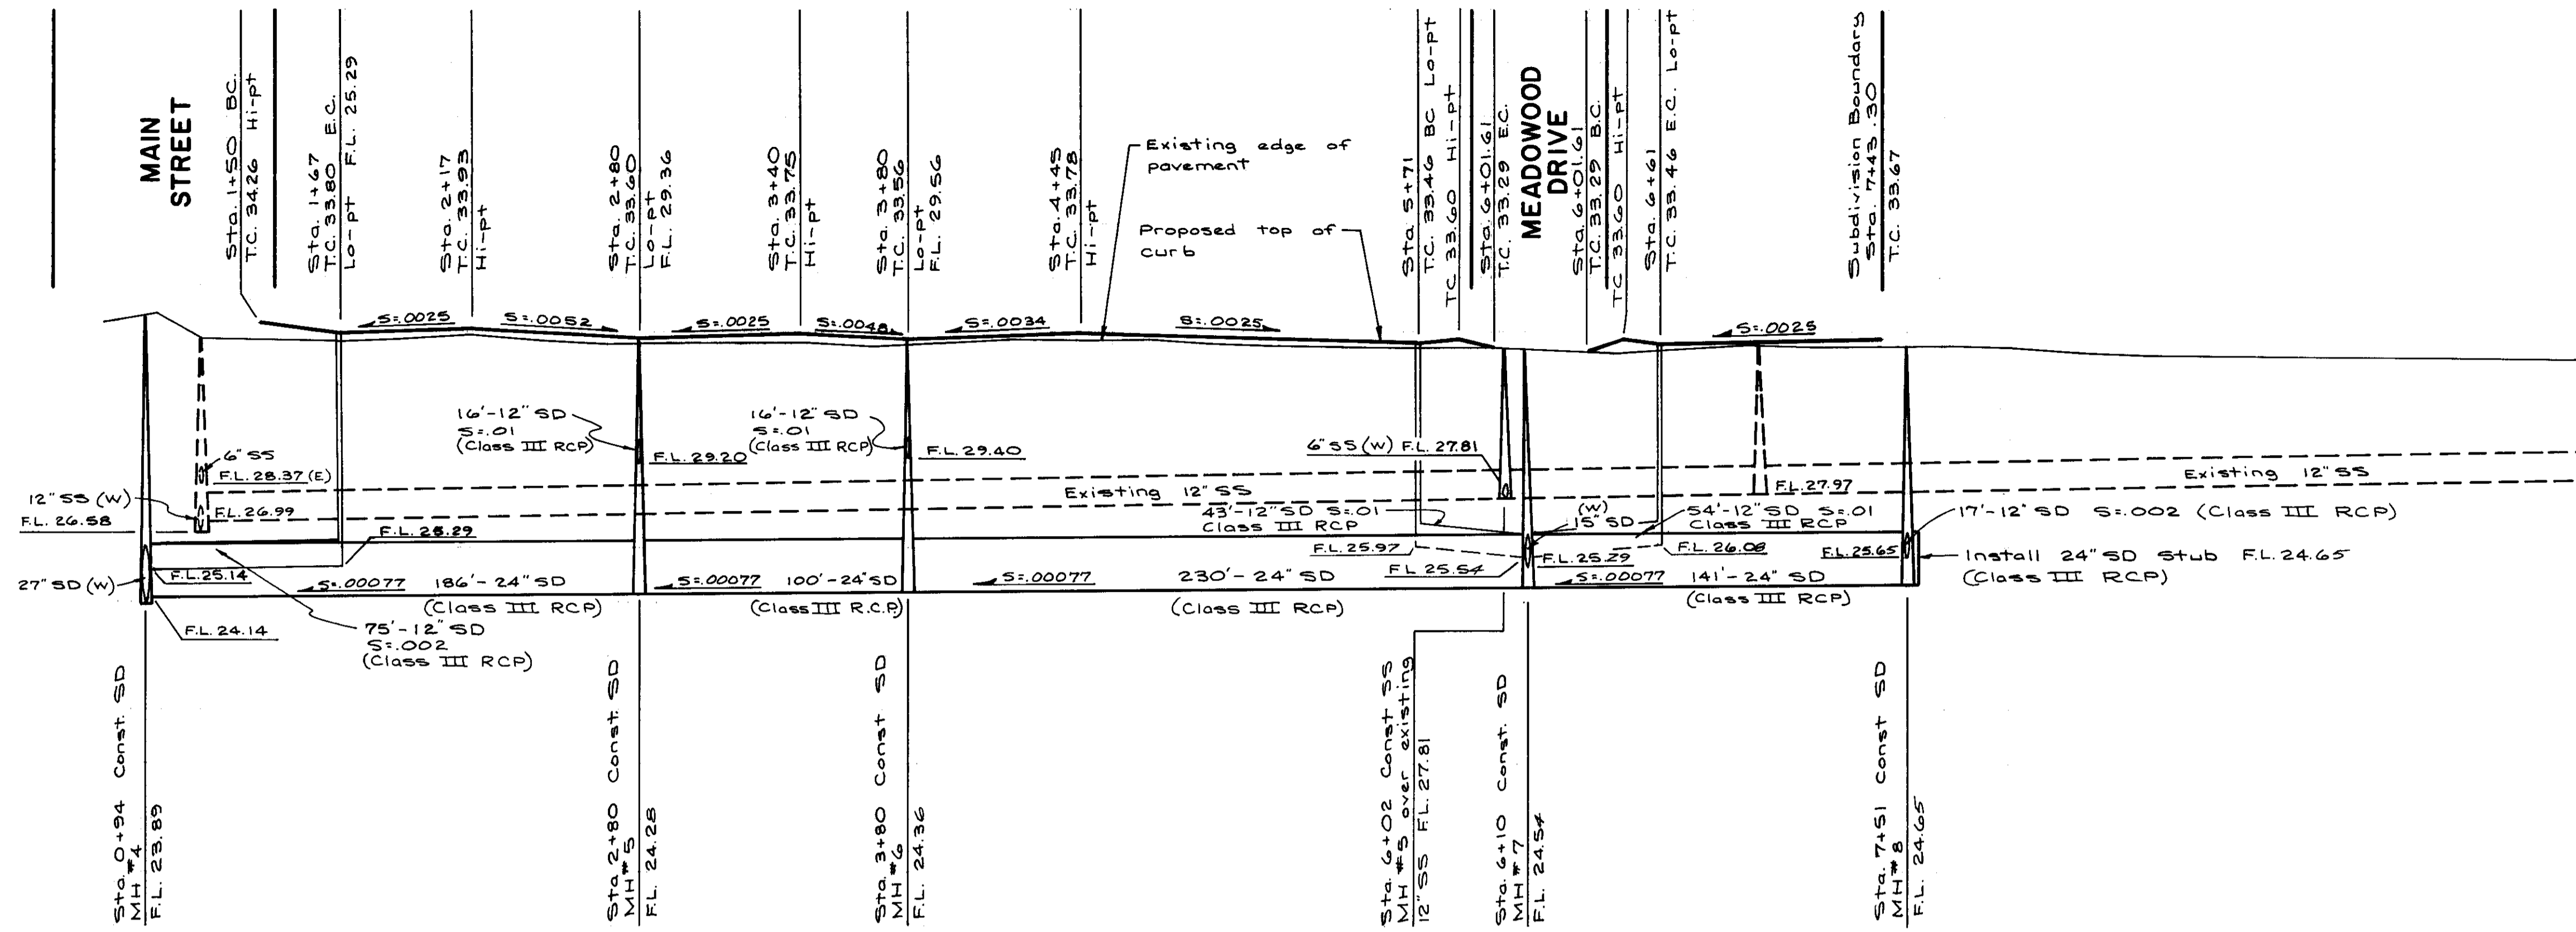 MAIN
STREET
Sta. 1+50 BC.
T.C. 34.26 Hi-pt
Sta. 1+67
T.C. 33.80 E.C.
Lo-pt F.L. 25.29
Sta. 2+17
T.C. 33.93
Hi-pt
Sta. 2+80
T.C. 33.60
Lo-pt
F.L. 29.36
Sta. 3+40
T.C. 33.75
Hi-pt
Sta. 3+80
T.C. 33.56
Lo-pt
F.L. 29.56
Sta. 4+45
T.C. 33.78
Hi-pt
Existing edge of
pavement
Proposed top of
curb
Sta 5+71
T.C. 33.46 BC Lo-pt
TC 33.60 Hi-pt
Sta. 6+01.61
T.C. 33.29 E.C.
MEADOWOOD
DRIVE
Sta. 6+01.61
T.C. 33.29 B.C.
TC 33.60 Hi-pt
Sta. 6+61
T.C. 33.46 E.C. Lo-pt
Subdivision Boundary
Sta. 7+43.30
T.C. 33.67
S=.0025
S=.0052
S=.0025
S=.0048
S=.0034
S=.0025
S=.0025
16'-12" SD
S=.01
(Class III RCP)
16'-12" SD
S=.01
(Class III RCP)
6" SS
F.L. 28.37 (E)
F.L. 29.20
F.L. 29.40
6" SS (W) F.L. 27.81
12" SS (W)
F.L. 26.99
F.L. 26.58
Existing 12" SS
F.L. 27.97
Existing 12" SS
F.L. 25.29
43'-12" SD S=.01
Class III RCP
(W)
15" SD
54'-12" SD S=.01
Class III RCP
17'-12" SD S=.002 (Class III RCP)
F.L. 25.97
F.L. 25.54
F.L. 25.29
F.L. 26.08
F.L. 25.65
Install 24" SD Stub F.L. 24.65
(Class III RCP)
27" SD (W)
F.L. 25.14
S=.00077 186'-24" SD
(Class III RCP)
S=.00077 100'-24" SD
(Class III R.C.P)
S=.00077 230'-24" SD
(Class III RCP)
S=.00077 141'-24" SD
(Class III RCP)
F.L. 24.14
75'-12" SD
S=.002
(Class III RCP)
Sta. 0+94 Const. SD
MH #4
F.L. 23.89
Sta 2+80 Const. SD
MH #5
F.L. 24.28
Sta. 3+80 Const SD
MH #6
F.L. 24.36
Sta. 6+02 Const SS
MH #5 over existing
12" SS F.L. 27.81
Sta. 6+10 Const. SD
MH #7
F.L. 24.54
Sta. 7+51 Const SD
MH #8
F.L. 24.65